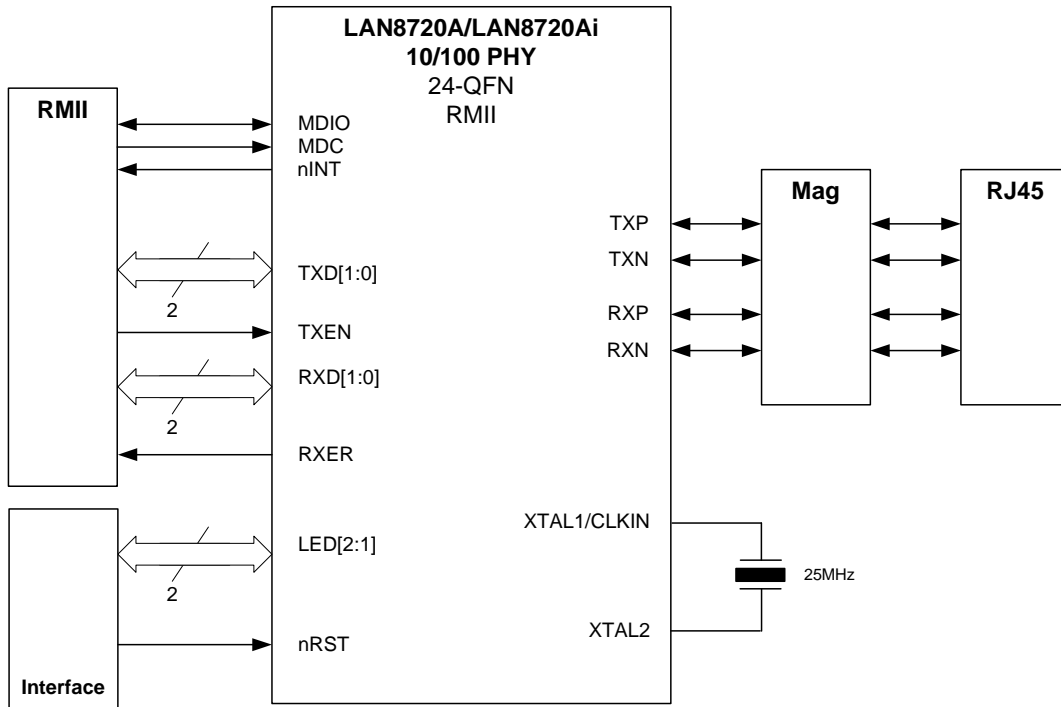 LAN8720A/LAN8720Ai
10/100 PHY
24-QFN
RMII
RMII
MDIO
MDC
nINT
TXD[1:0]
2
TXEN
RXD[1:0]
2
RXER
LED[2:1]
2
nRST
Interface
TXP
TXN
RXP
RXN
Mag
RJ45
XTAL1/CLKIN
25MHz
XTAL2